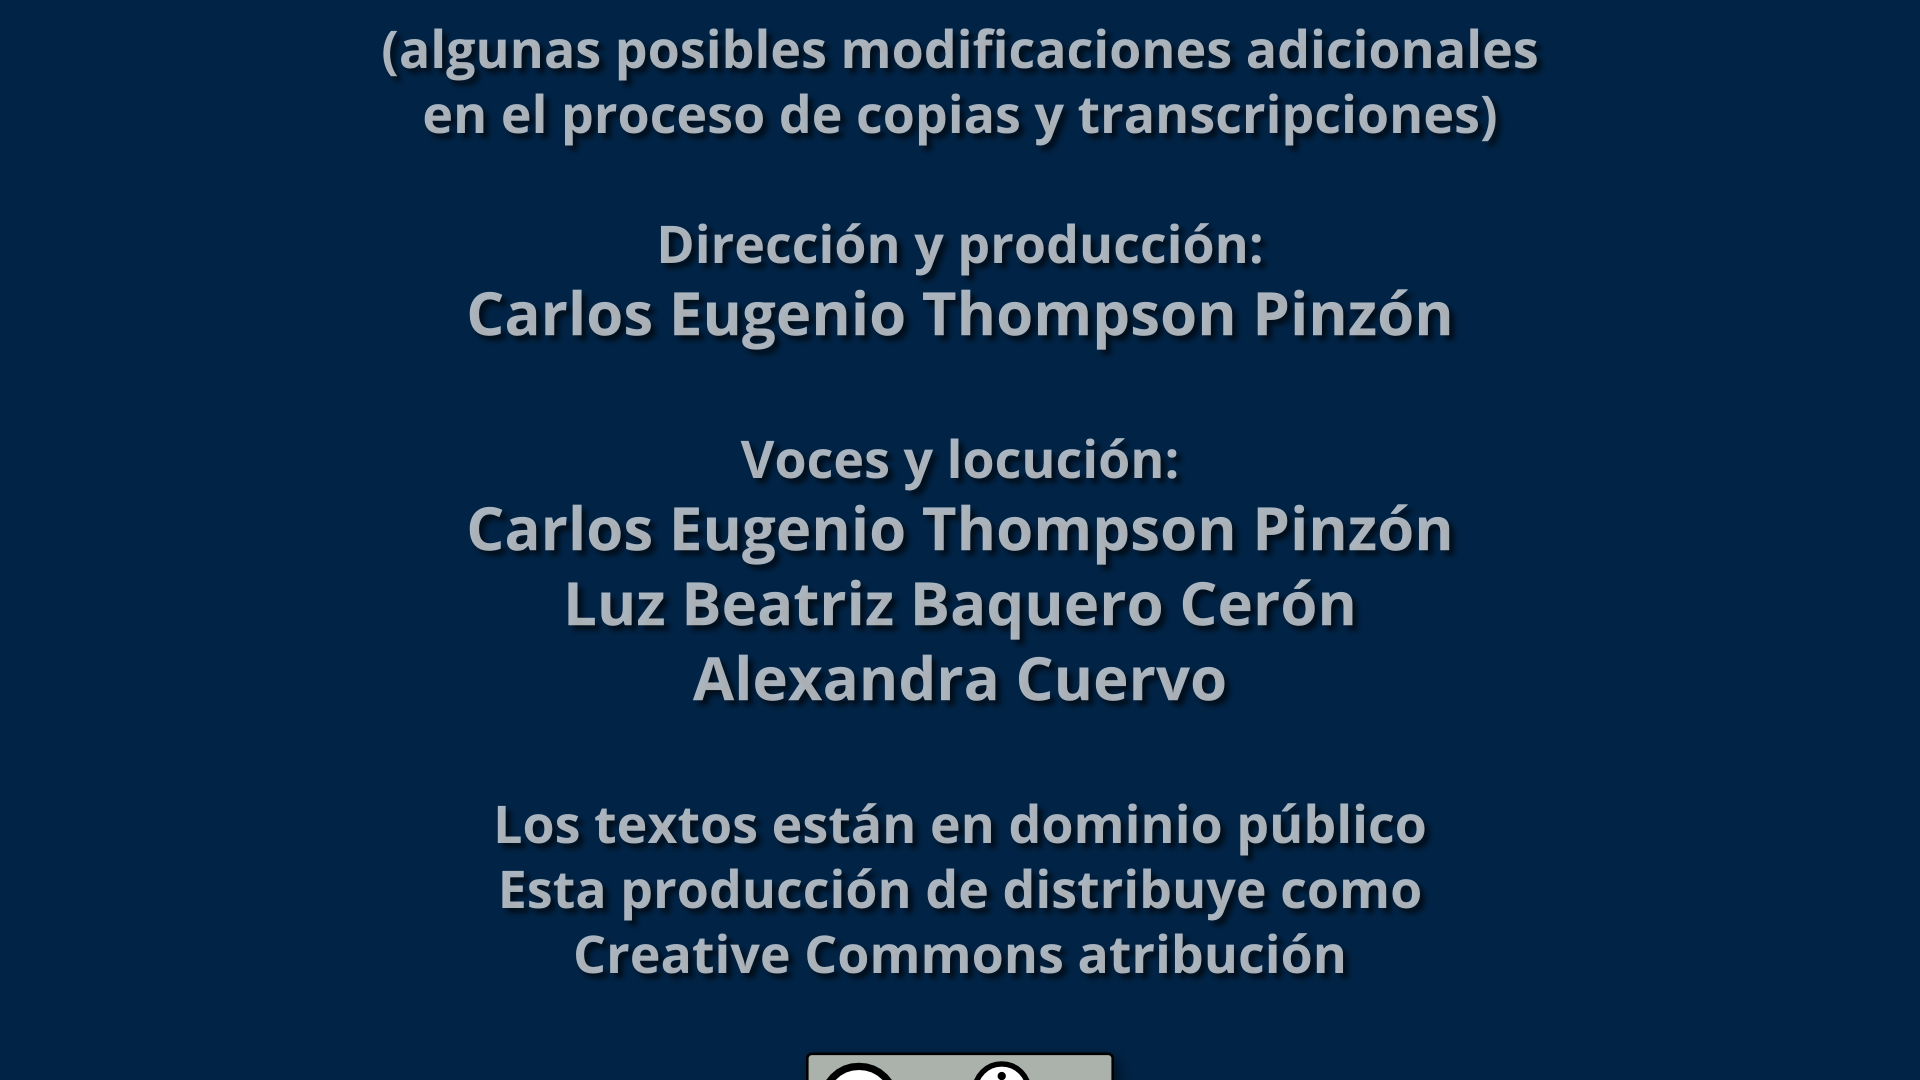 (algunas posibles modificaciones adicionales
en el proceso de copias y transcripciones)
Dirección y producción:
Carlos Eugenio Thompson Pinzón
Voces y locución:
Carlos Eugenio Thompson Pinzón
Luz Beatriz Baquero Cerón
Alexandra Cuervo
Los textos están en dominio público
Esta producción de distribuye como
Creative Commons atribución